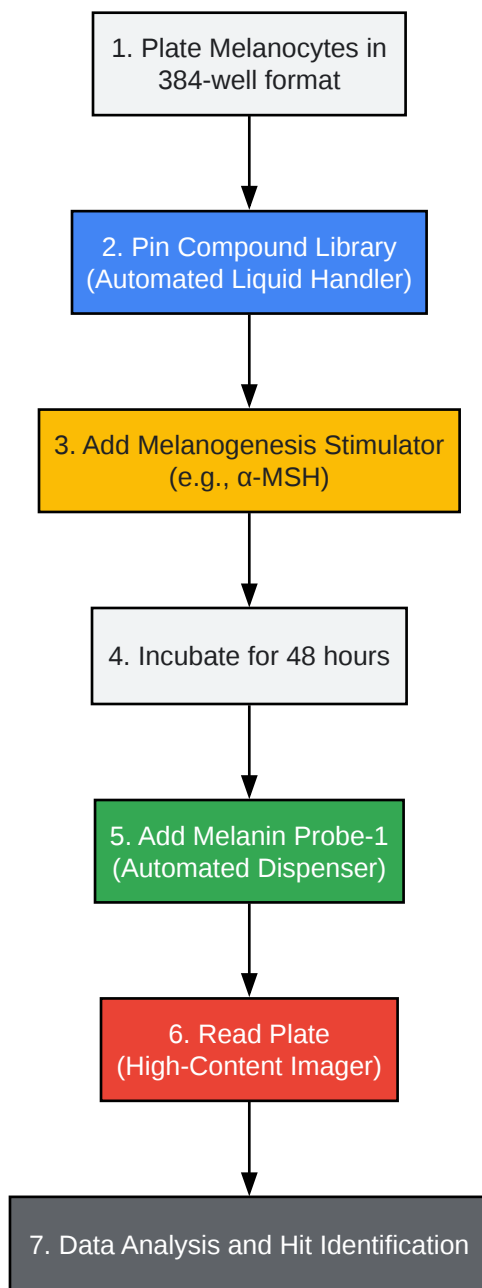 1. Plate Melanocytes in
384-well format
2. Pin Compound Library
(Automated Liquid Handler)
3. Add Melanogenesis Stimulator
(e.g., α-MSH)
4. Incubate for 48 hours
5. Add Melanin Probe-1
(Automated Dispenser)
6. Read Plate
(High-Content Imager)
7. Data Analysis and Hit Identification